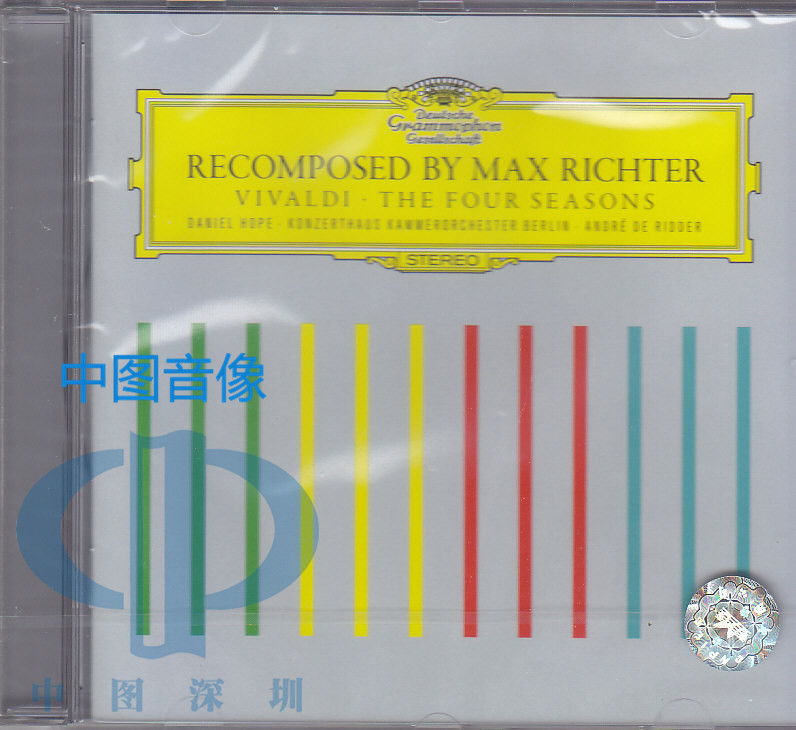 Deutsche
Grammophon
Gesellschaft
RECOMPOSED BY MAX RICHTER
VIVALDI · THE FOUR SEASONS
DANIEL HOPE · KONZERTHAUS KAMMERORCHESTER BERLIN · ANDRÉ DE RIDDER
STEREO
中图音像
中图深圳